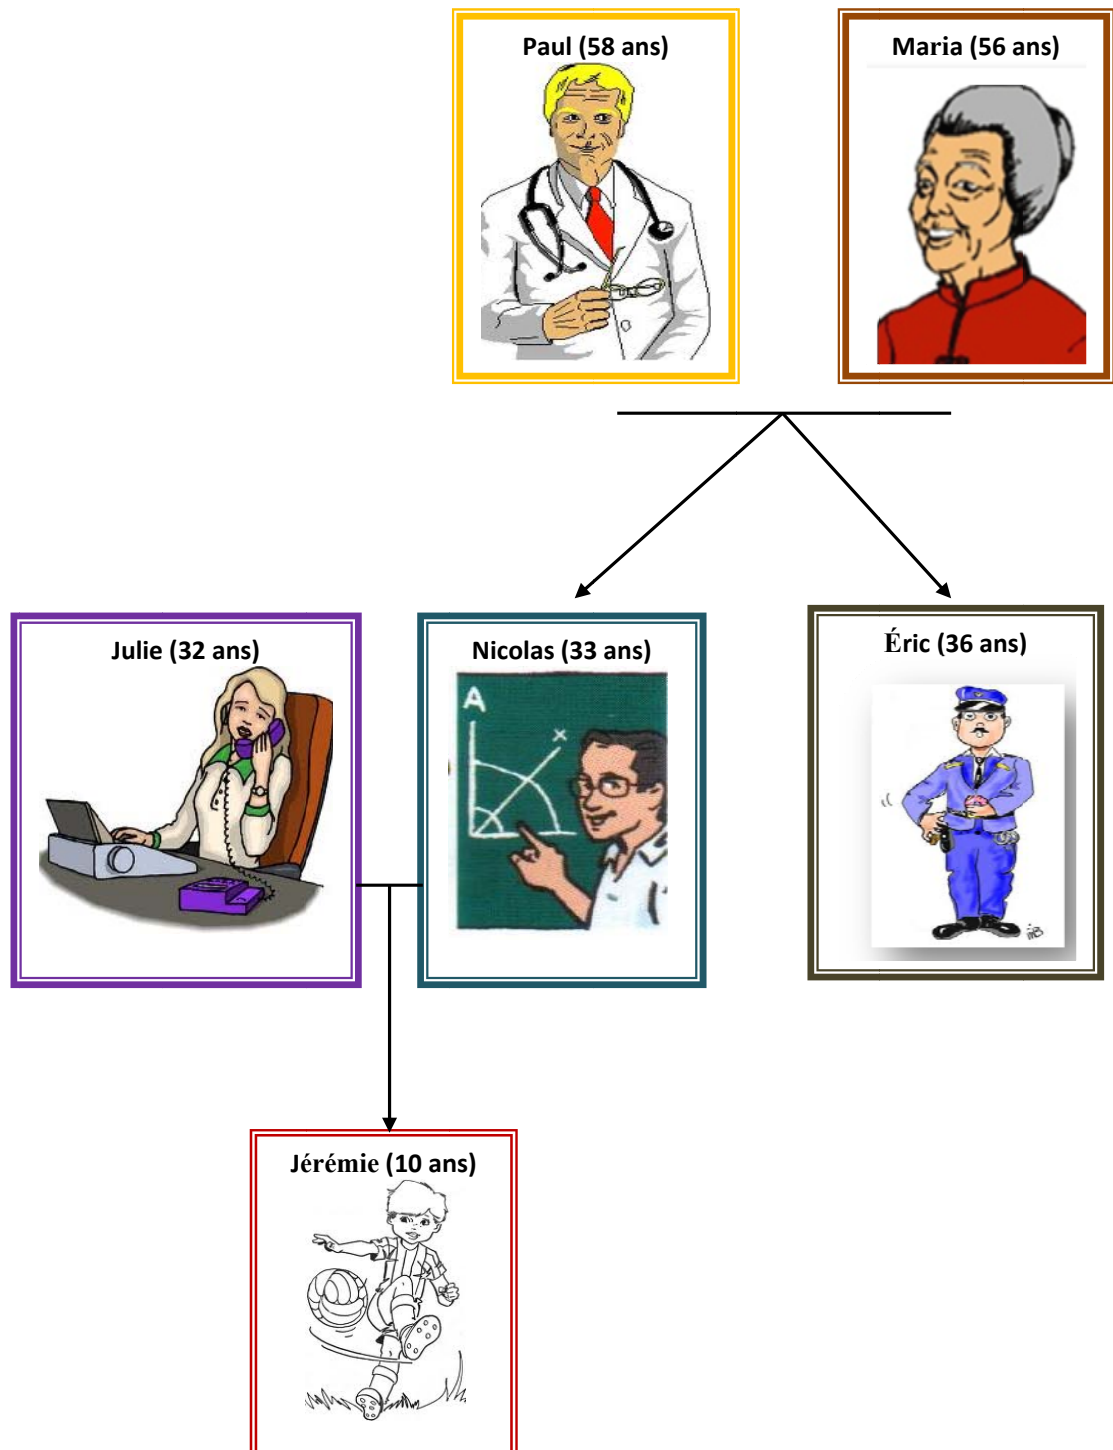 Paul (58 ans)
Maria (56 ans)
Julie (32 ans)
Nicolas (33 ans)
Éric (36 ans)
A
x
Jérémie (10 ans)